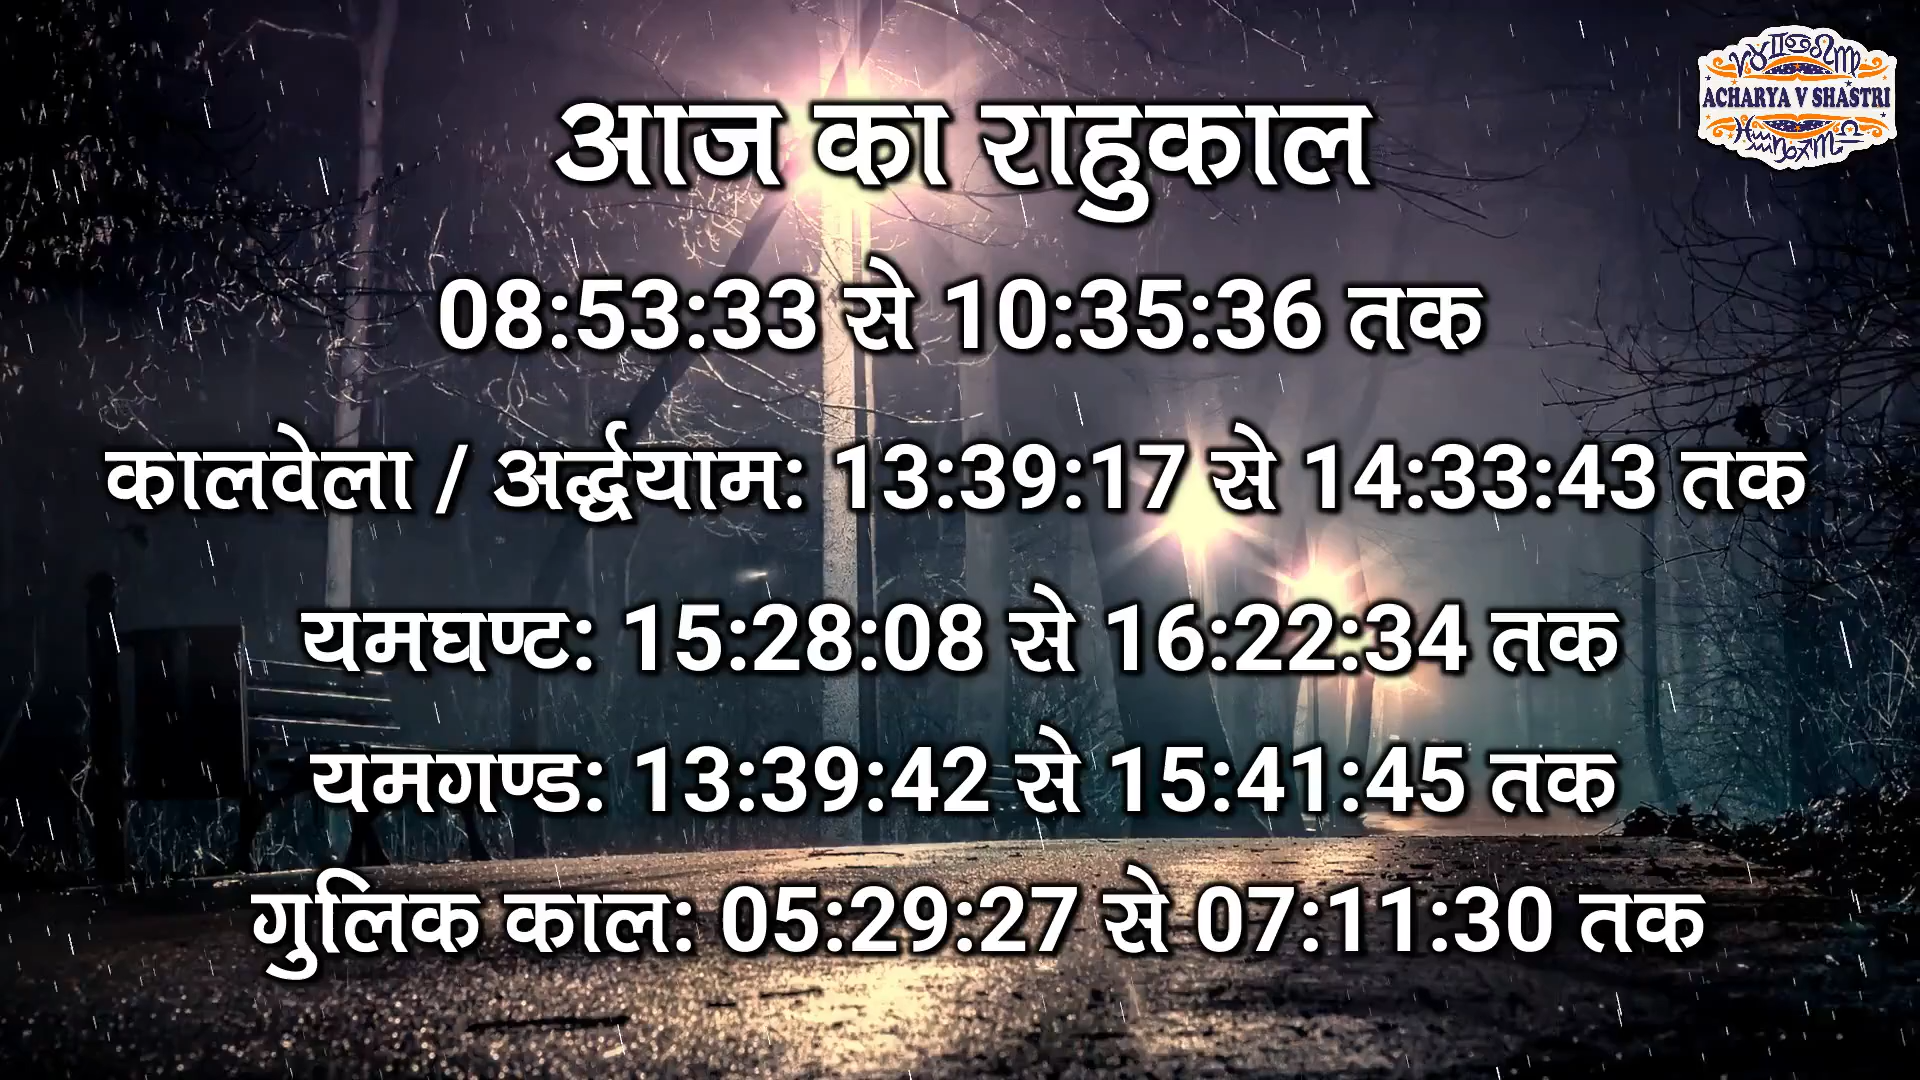 ACHARYA V SHASTRI
आज का राहुकाल
08:53:33 से 10:35:36 तक
कालवेला / अर्द्धयाम: 13:39:17 से 14:33:43 तक
यमघण्ट: 15:28:08 से 16:22:34 तक
यमगण्ड: 13:39:42 से 15:41:45 तक
गुलिक काल: 05:29:27 से 07:11:30 तक